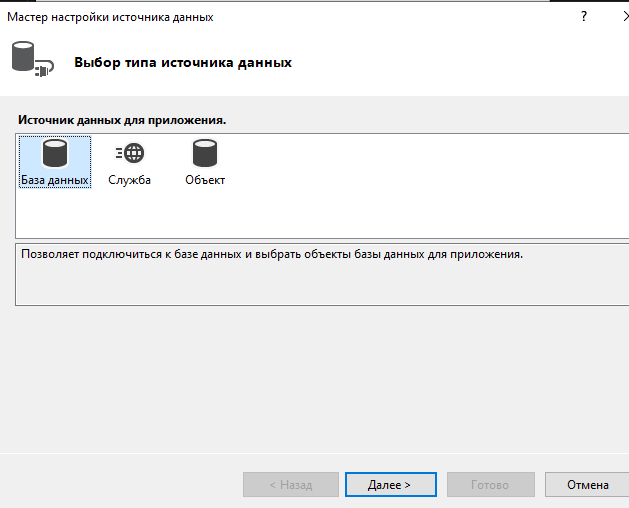 Мастер настройки источника данных
?
Выбор типа источника данных
Источник данных для приложения.
База данных Служба Объект
Позволяет подключиться к базе данных и выбрать объекты базы данных для приложения.
< Назад Далее > Готово Отмена